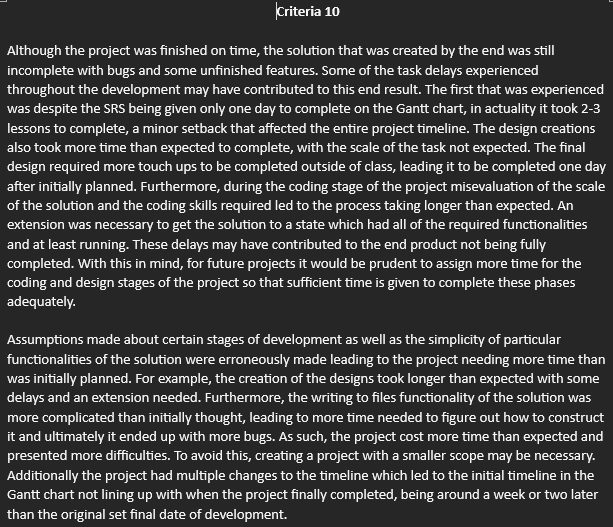 Criteria 10
Although the project was finished on time, the solution that was created by the end was still
incomplete with bugs and some unfinished features. Some of the task delays experienced
throughout the development may have contributed to this end result. The first that was experienced
was despite the SRS being given only one day to complete on the Gantt chart, in actuality it took 2-3
lessons to complete, a minor setback that affected the entire project timeline. The design creations
also took more time than expected to complete, with the scale of the task not expected. The final
design required more touch ups to be completed outside of class, leading it to be completed one day
after initially planned. Furthermore, during the coding stage of the project misevaluation of the scale
of the solution and the coding skills required led to the process taking longer than expected. An
extension was necessary to get the solution to a state which had all of the required functionalities
and at least running. These delays may have contributed to the end product not being fully
completed. With this in mind, for future projects it would be prudent to assign more time for the
coding and design stages of the project so that sufficient time is given to complete these phases
adequately.
Assumptions made about certain stages of development as well as the simplicity of particular
functionalities of the solution were erroneously made leading to the project needing more time than
was initially planned. For example, the creation of the designs took longer than expected with some
delays and an extension needed. Furthermore, the writing to files functionality of the solution was
more complicated than initially thought, leading to more time needed to figure out how to construct
it and ultimately it ended up with more bugs. As such, the project cost more time than expected and
presented more difficulties. To avoid this, creating a project with a smaller scope may be necessary.
Additionally the project had multiple changes to the timeline which led to the initial timeline in the
Gantt chart not lining up with when the project finally completed, being around a week or two later
than the original set final date of development.